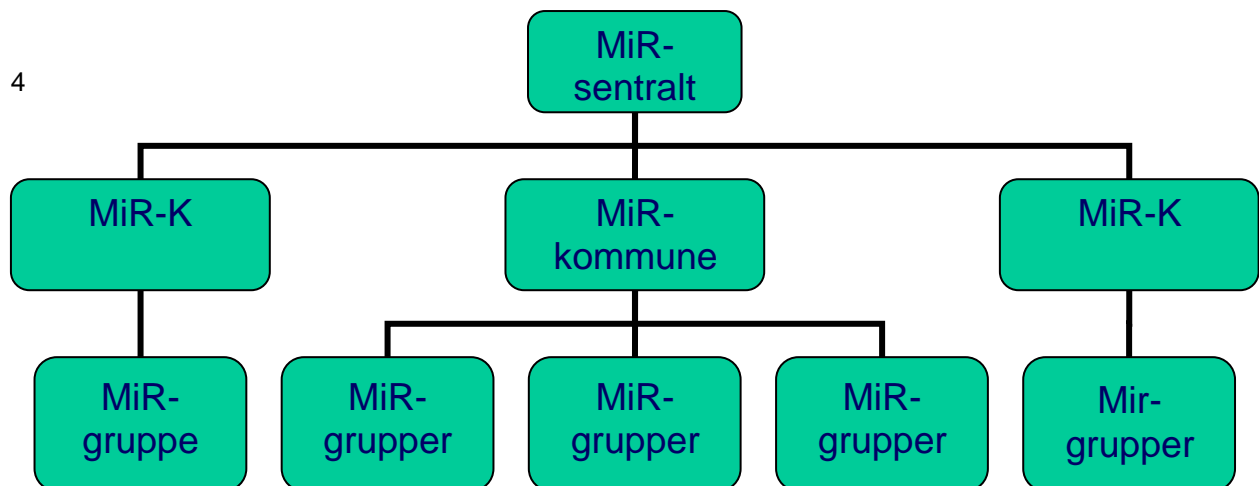 4
MiR-
sentralt
MiR-K
MiR-
kommune
MiR-K
MiR-
gruppe
MiR-
grupper
MiR-
grupper
MiR-
grupper
Mir-
grupper